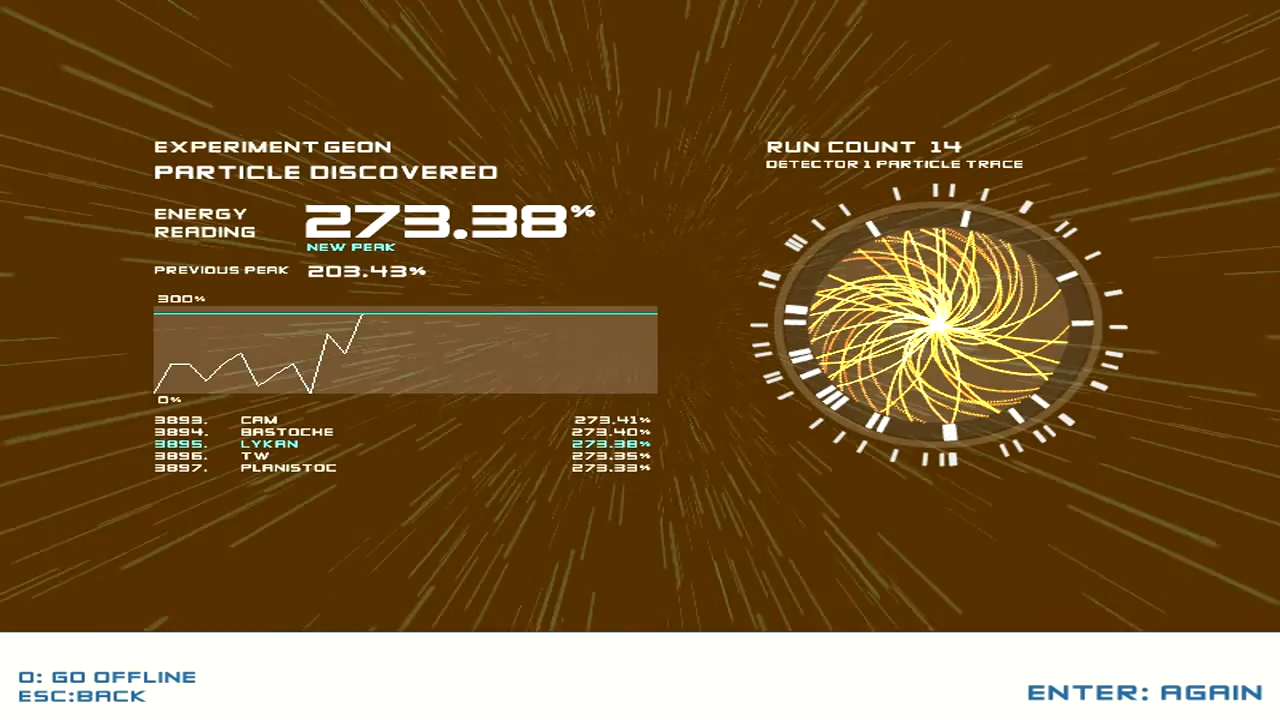 EXPERIMENT GEON
PARTICLE DISCOVERED
ENERGY READING 273.38%
NEW PEAK
PREVIOUS PEAK 203.43%
300%
0%
3893. CAM 273.41%
3894. BASTOCHE 273.40%
3895. LYKAN 273.38%
3896. TW 273.35%
3897. PLANISTOC 273.33%
RUN COUNT 14
DETECTOR 1 PARTICLE TRACE
O: GO OFFLINE
ESC:BACK
ENTER: AGAIN